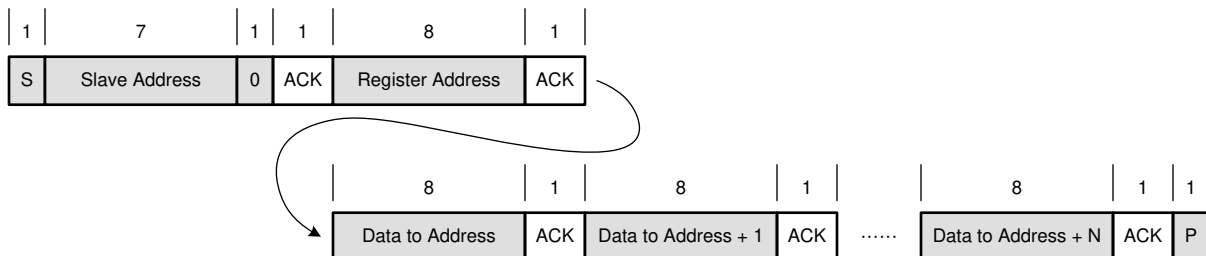 1 7 1 1 8 1
S Slave Address 0 ACK Register Address ACK
8 1 8 1 8 1 1
Data to Address ACK Data to Address + 1 ACK ...... Data to Address + N ACK P